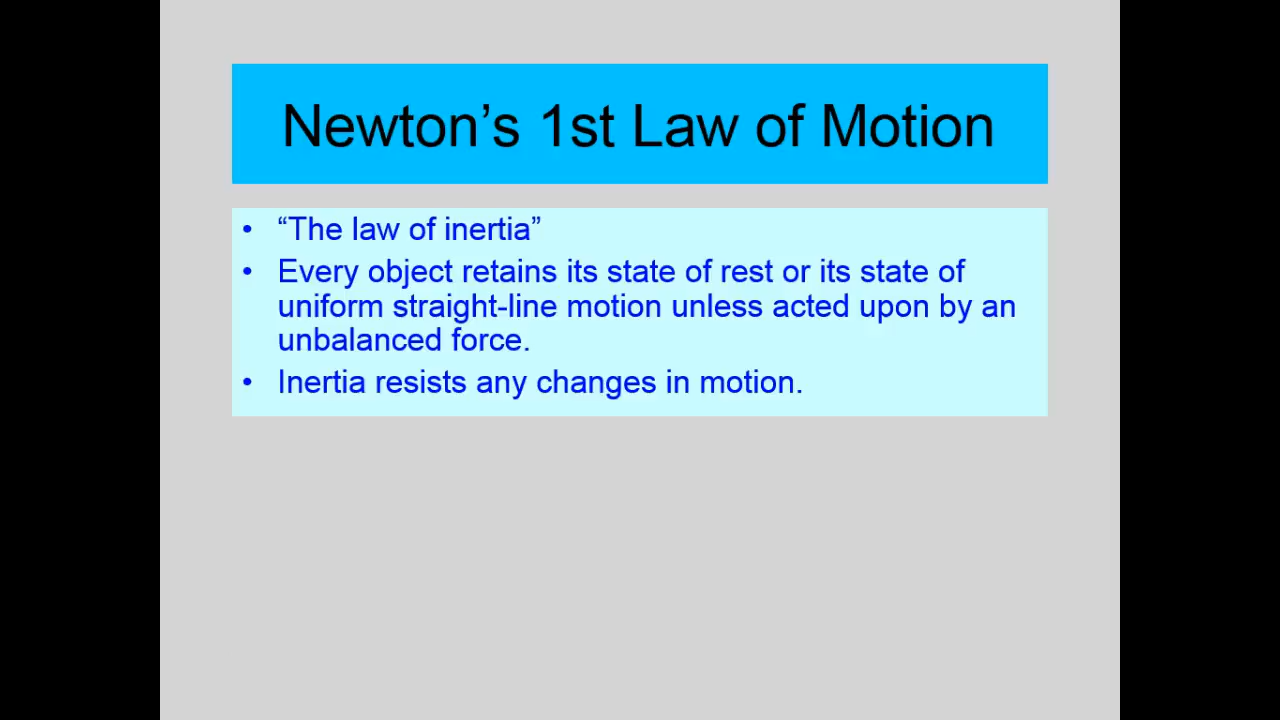 Newton’s 1st Law of Motion
• “The law of inertia”
• Every object retains its state of rest or its state of
uniform straight-line motion unless acted upon by an
unbalanced force.
• Inertia resists any changes in motion.